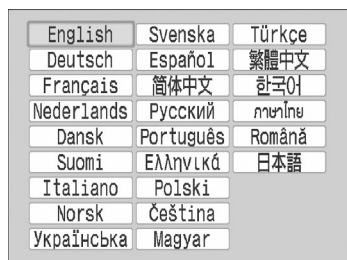 English Svenska Türkçe
Deutsch Español 繁體中文
Français 简体中文 한국어
Nederlands Русский ภาษาไทย
Dansk Português Română
Suomi Ελληνικά 日本語
Italiano Polski
Norsk Čeština
Українська Magyar